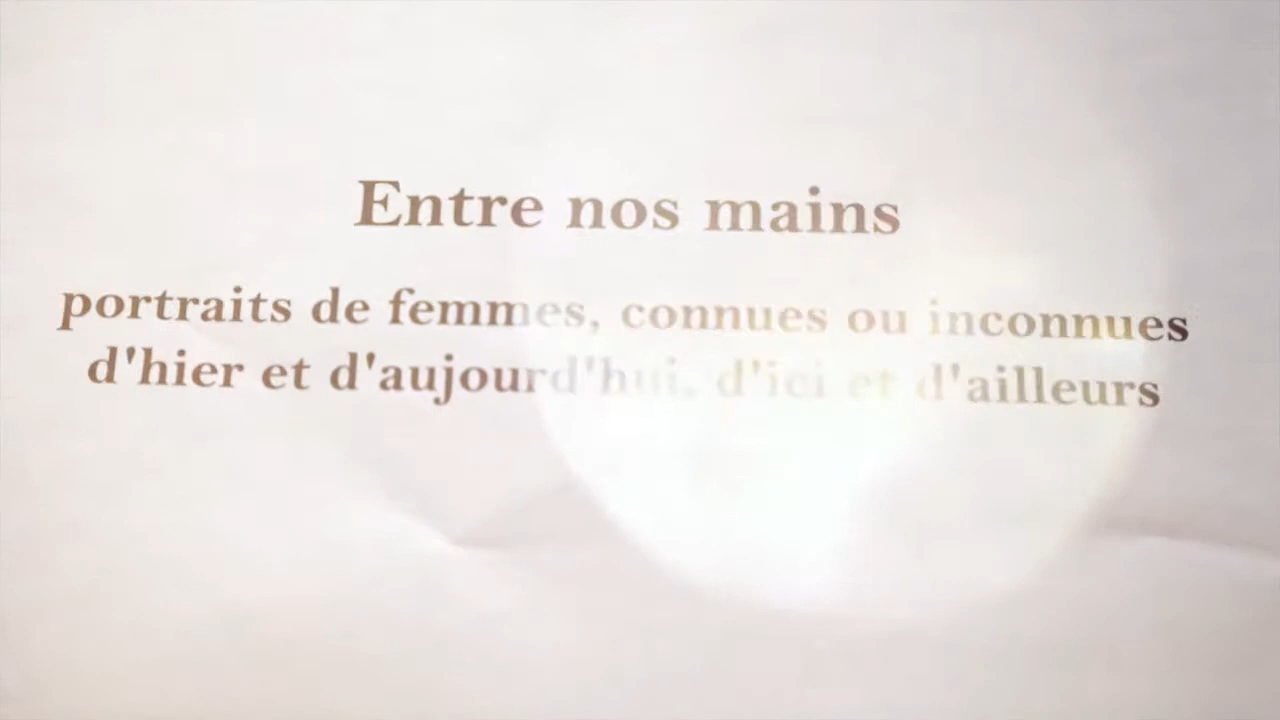 Entre nos mains
portraits de femmes, connues ou inconnues
d'hier et d'aujourd'hui, d'ici et d'ailleurs